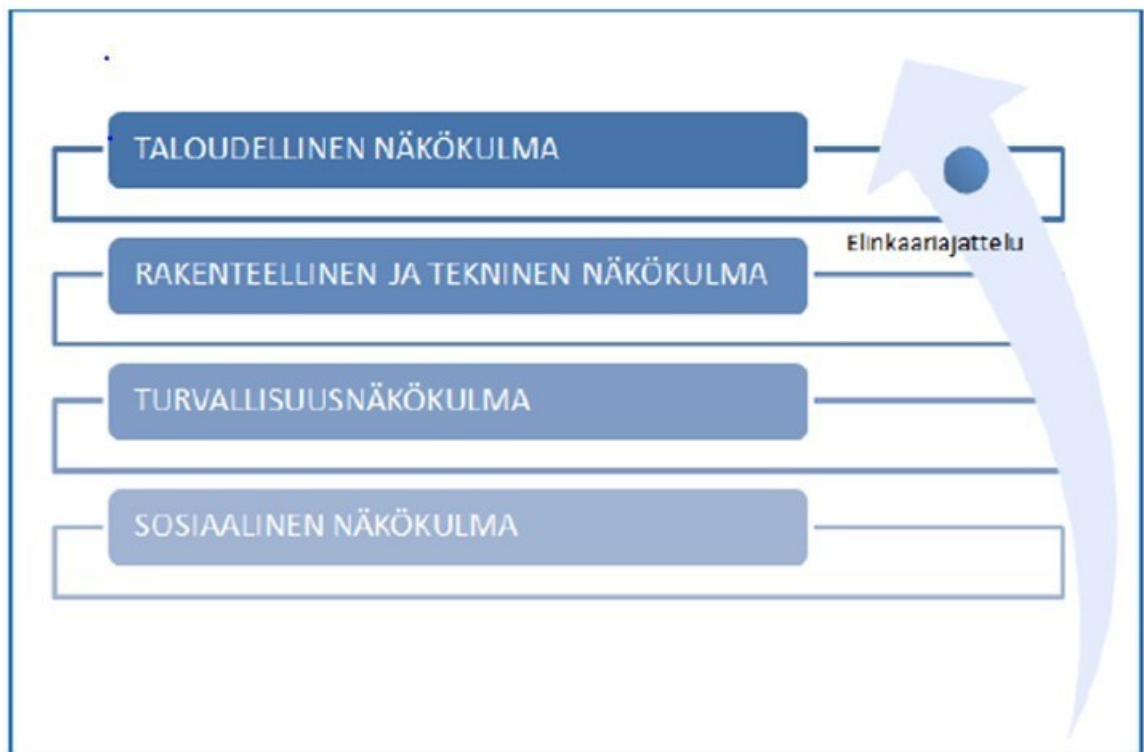 TALOUDELLINEN NÄKÖKULMA
Elinkaariajattelu
RAKENTEELLINEN JA TEKNINEN NÄKÖKULMA
TURVALLISUUSNÄKÖKULMA
SOSIAALINEN NÄKÖKULMA